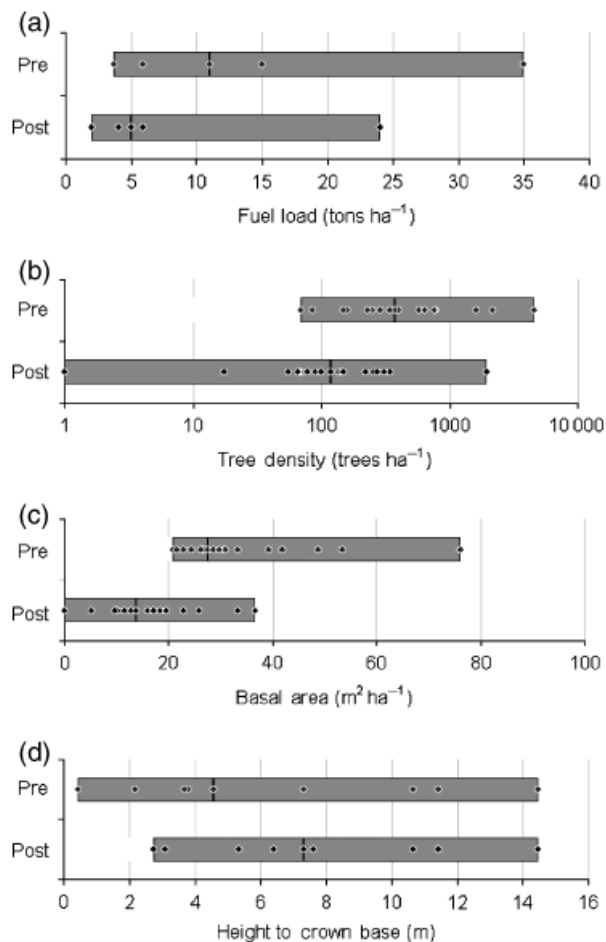 (a)
Pre
Post
0 5 10 15 20 25 30 35 40
Fuel load (tons ha⁻¹)
(b)
Pre
Post
1 10 100 1000 10 000
Tree density (trees ha⁻¹)
(c)
Pre
Post
0 20 40 60 80 100
Basal area (m² ha⁻¹)
(d)
Pre
Post
0 2 4 6 8 10 12 14 16
Height to crown base (m)